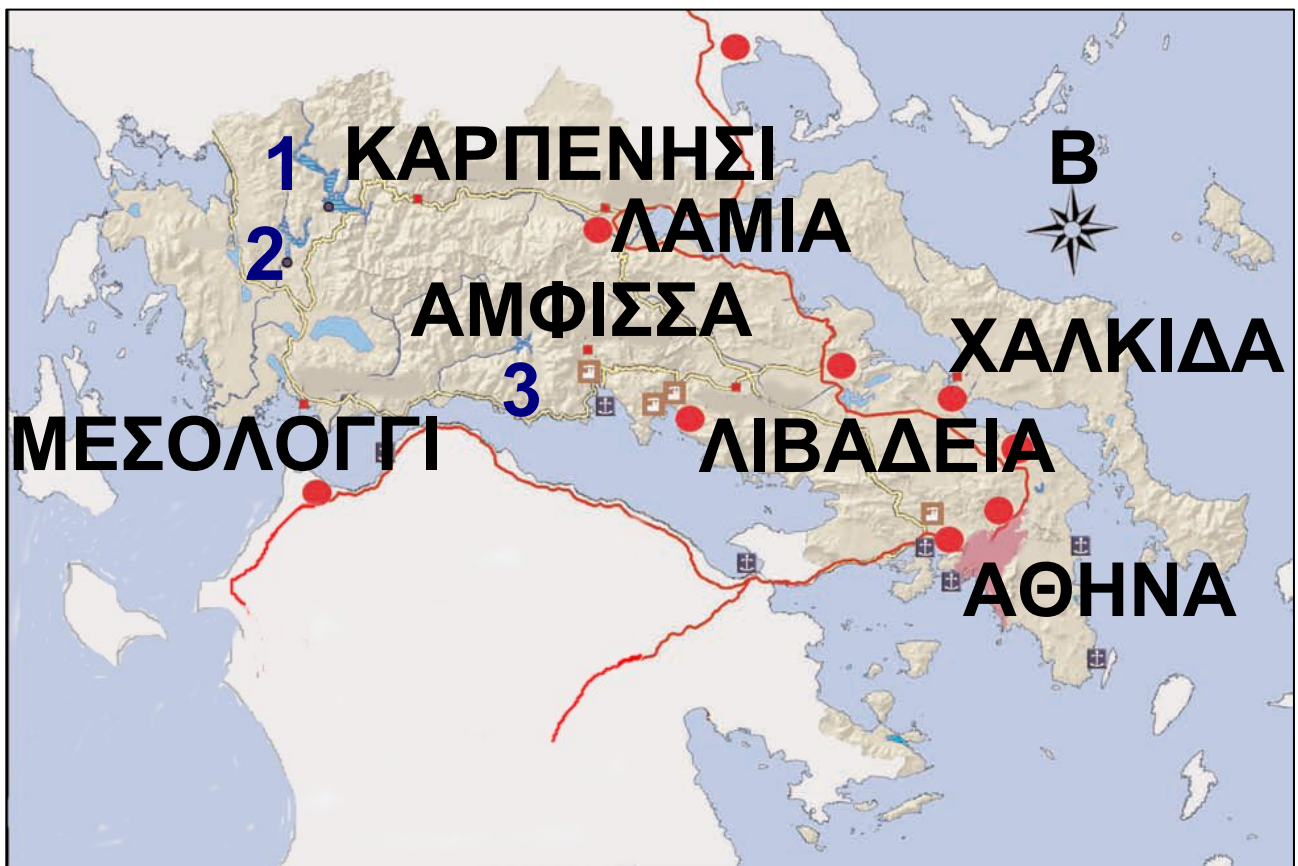 1 ΚΑΡΠΕΝΗΣΙ
Β
2 ΛΑΜΙΑ
ΑΜΦΙΣΣΑ
ΧΑΛΚΙΔΑ
3
ΜΕΣΟΛΟΓΓΙ
ΛΙΒΑΔΕΙΑ
ΑΘΗΝΑ